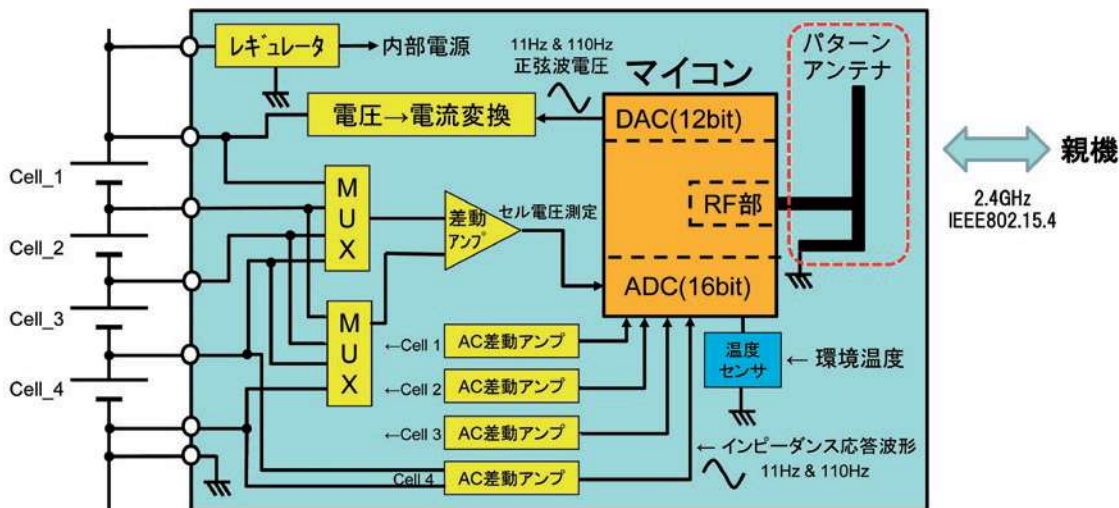 レギュレータ
内部電源
11Hz & 110Hz
正弦波電圧
マイコン
パターン
アンテナ
電圧→電流変換
DAC(12bit)
Cell_1
MUX
差動
アンプ
セル電圧測定
RF部
親機
2.4GHz
IEEE802.15.4
Cell_2
Cell_3
MUX
ADC(16bit)
←Cell 1
AC差動アンプ
温度
センサ
← 環境温度
Cell_4
←Cell 2
AC差動アンプ
←Cell 3
AC差動アンプ
← インピーダンス応答波形
11Hz & 110Hz
Cell 4
AC差動アンプ